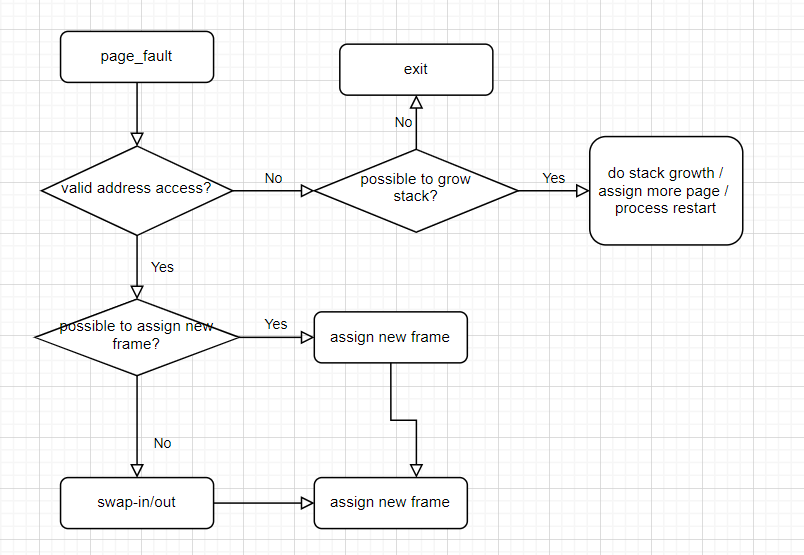 page_fault
exit
No
valid address access?
No
possible to grow
stack?
Yes
do stack growth /
assign more page /
process restart
Yes
possible to assign new
frame?
Yes
assign new frame
No
swap-in/out
assign new frame